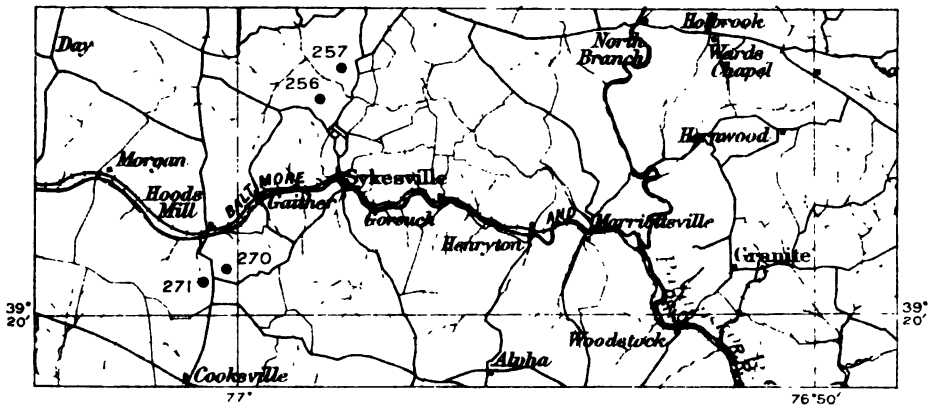 Day
257
256
North
Branch
Holbrook
Wards
Chapel
Hernwood
Morgan
Hoods
Mill
BALTIMORE
Gaither
Sykesville
Gorsuch
Henryton
AND
Marriottsville
Granite
270
271
39°
20'
39°
20'
Woodstock
Alpha
Cooksville
77°
76°50'